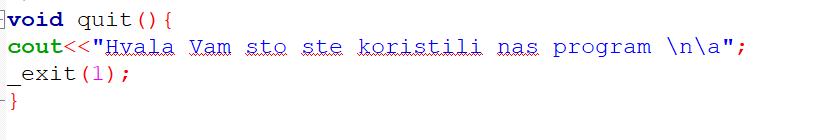 void quit(){
cout<<"Hvala Vam sto ste koristili nas program \n\a";
_exit(1);
}